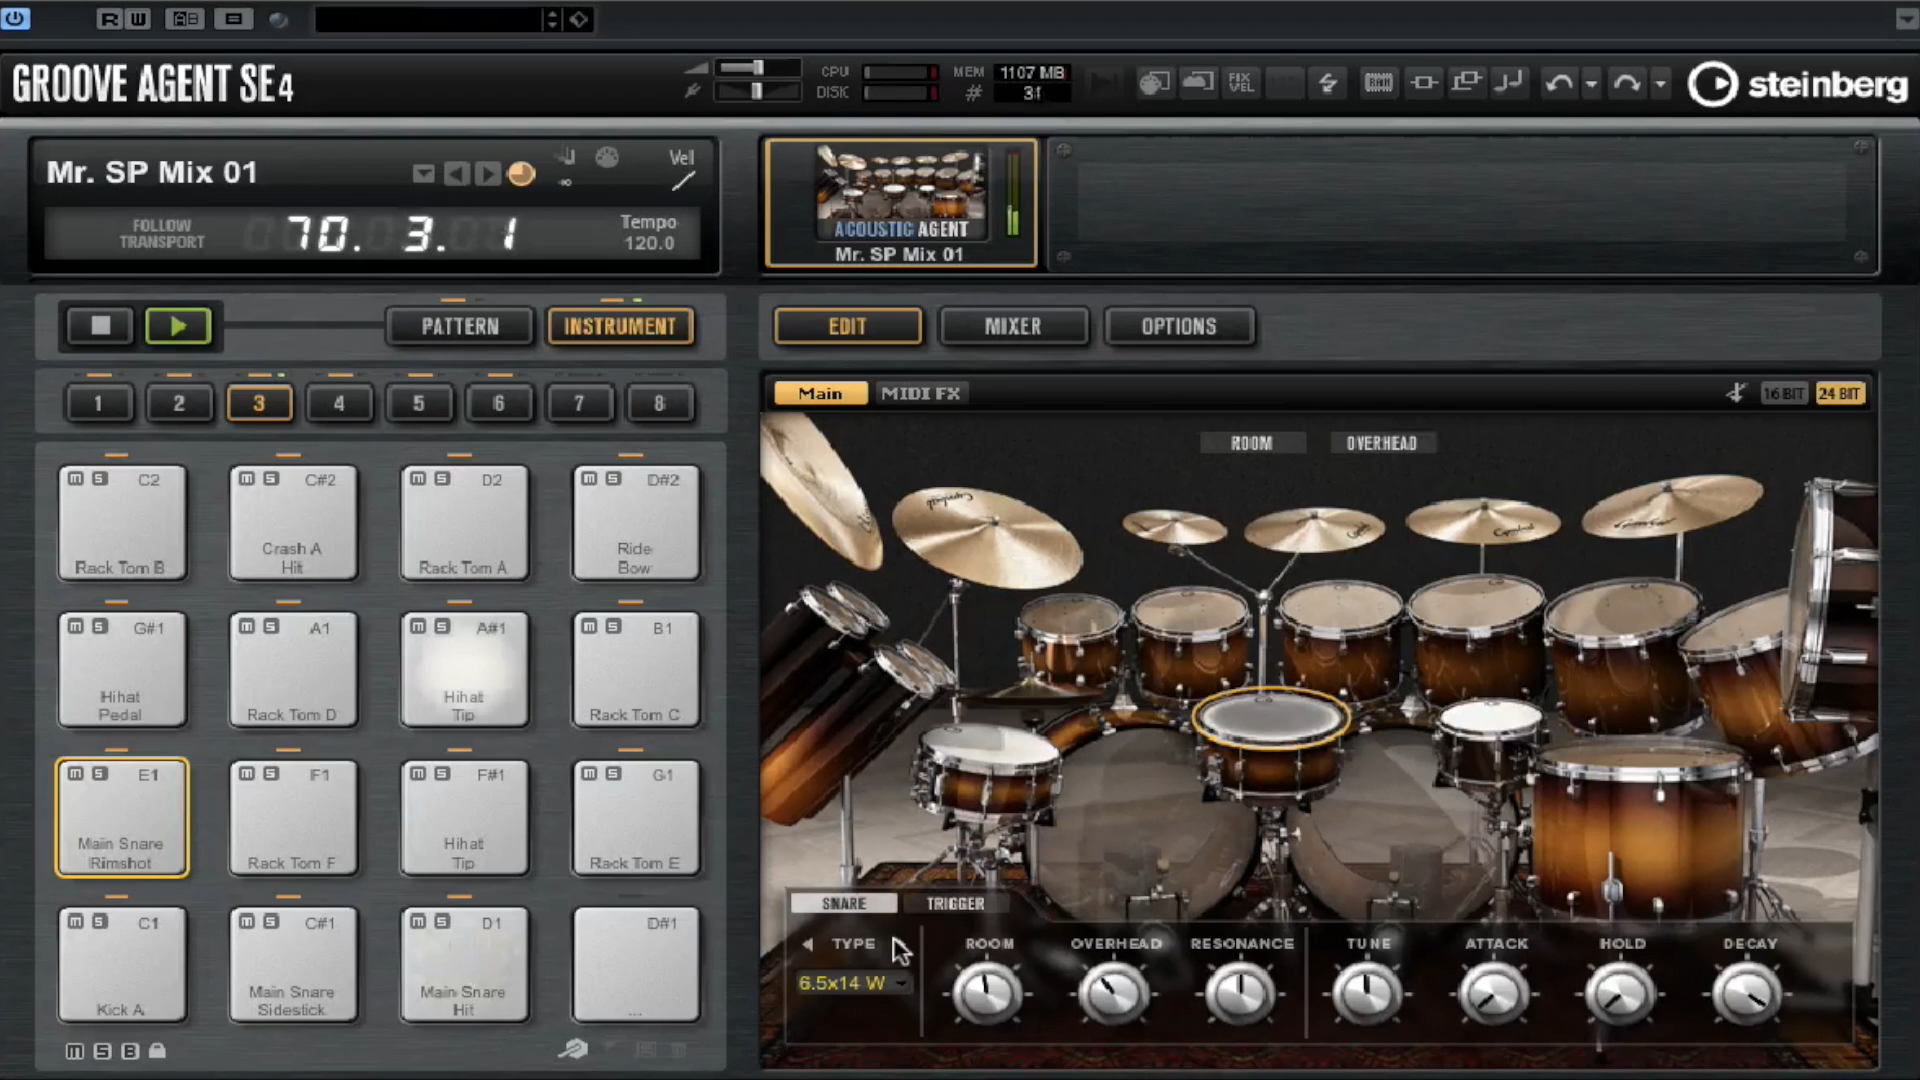 R W
GROOVE AGENT SE4
CPU
DISK
MEM 1107 MB
# 31
FIX VEL
RAM
steinberg
Mr. SP Mix 01
Vel
-∞
FOLLOW TRANSPORT
70. 3. 1
Tempo
120.0
ACOUSTIC AGENT
Mr. SP Mix 01
PATTERN
INSTRUMENT
EDIT
MIXER
OPTIONS
1 2 3 4 5 6 7 8
Main
MIDI FX
16 BIT
24 BIT
ROOM
OVERHEAD
M S C2
Rack Tom B
M S C#2
Crash A
Hit
M S D2
Rack Tom A
M S D#2
Ride
Bow
M S G#1
Hihat
Pedal
M S A1
Rack Tom D
M S A#1
Hihat
Tip
M S B1
Rack Tom C
M S E1
Main Snare
Rimshot
M S F1
Rack Tom F
M S F#1
Hihat
Tip
M S G1
Rack Tom E
M S C1
Kick A
M S C#1
Main Snare
Sidestick
M S D1
Main Snare
Hit
D#1
...
M S B
SNARE
TRIGGER
TYPE
6.5x14 W
ROOM
OVERHEAD
RESONANCE
TUNE
ATTACK
HOLD
DECAY